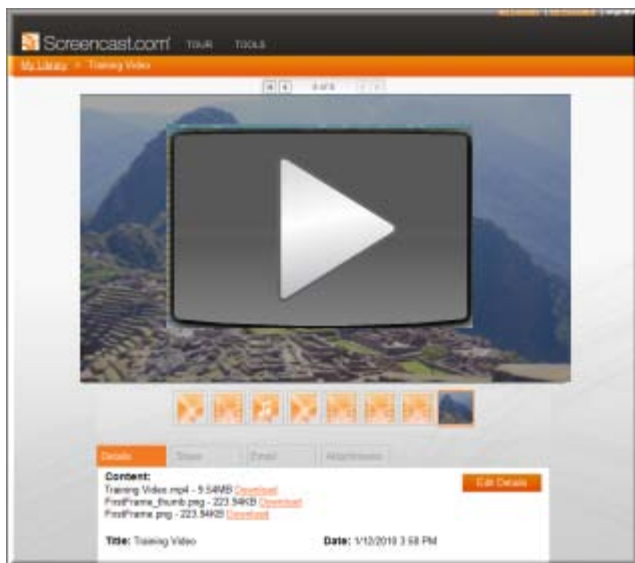 Screencast.com TOUR TOOLS
My Library > Training Video
Details Share Email Attachments
Content:
Training Video.mp4 - 9.54MB Download
FirstFrame_thumb.png - 223.94KB Download
FirstFrame.png - 223.94KB Download
Edit Details
Title: Training Video Date: 1/12/2010 3:58 PM